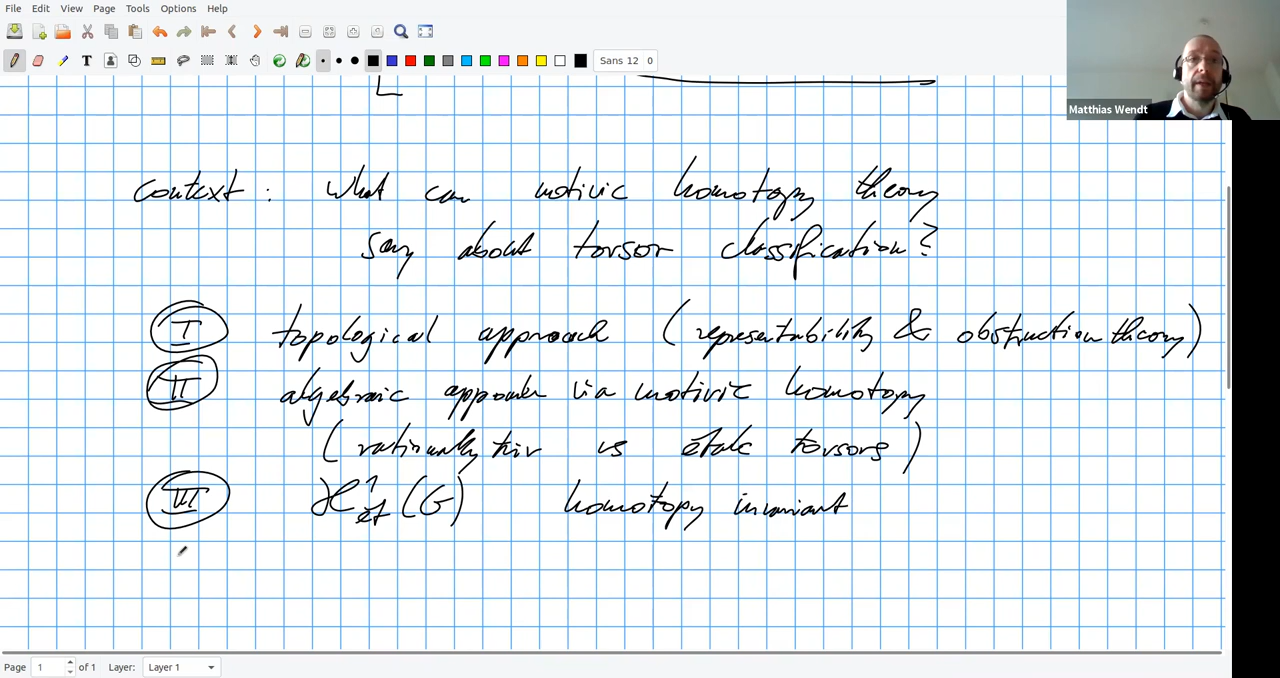 File Edit View Page Tools Options Help
Sans 12 0
Matthias Wendt
L
Context: What can motivic homotopy theory
say about torsor classification?
I topological approach (representability & obstruction theory)
II algebraic approach via motivic homotopy
(rationally triv vs étale torsors)
III ℋ¹ét(G) homotopy invariant
Page 1 of 1 Layer: Layer 1